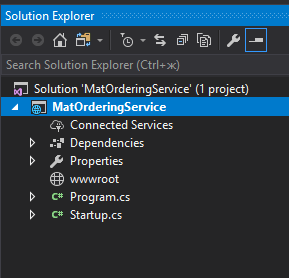 Solution Explorer
Search Solution Explorer (Ctrl+ж)
Solution 'MatOrderingService' (1 project)
MatOrderingService
Connected Services
Dependencies
Properties
wwwroot
C# Program.cs
C# Startup.cs